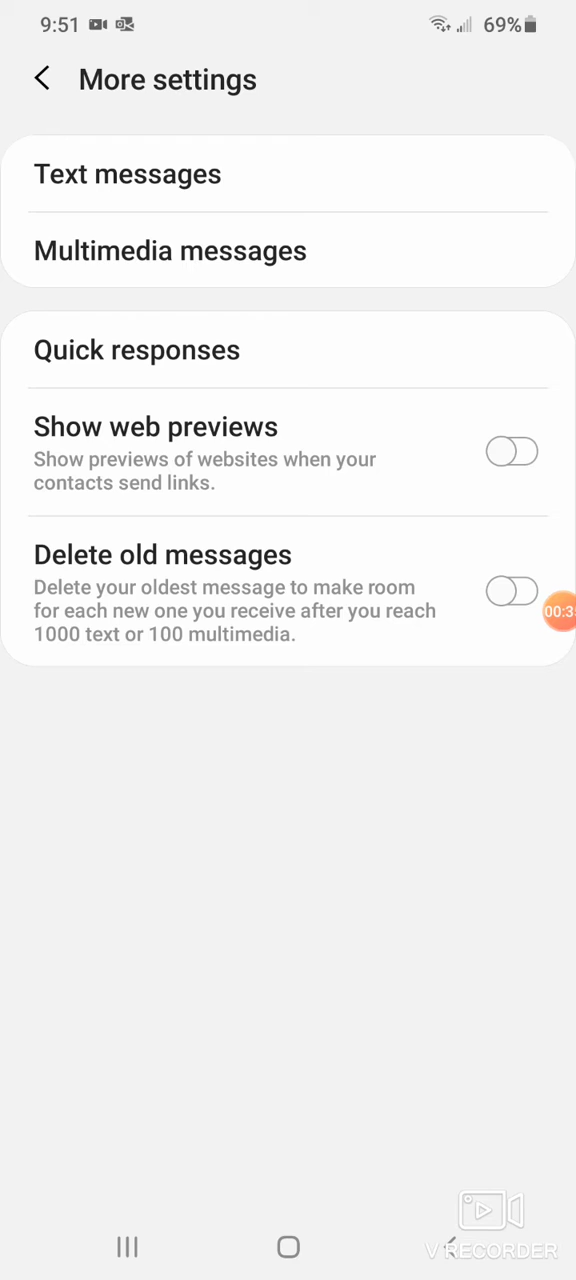 9:51 69%
More settings
Text messages
Multimedia messages
Quick responses
Show web previews
Show previews of websites when your
contacts send links.
Delete old messages
Delete your oldest message to make room
for each new one you receive after you reach
1000 text or 100 multimedia.
V RECORDER